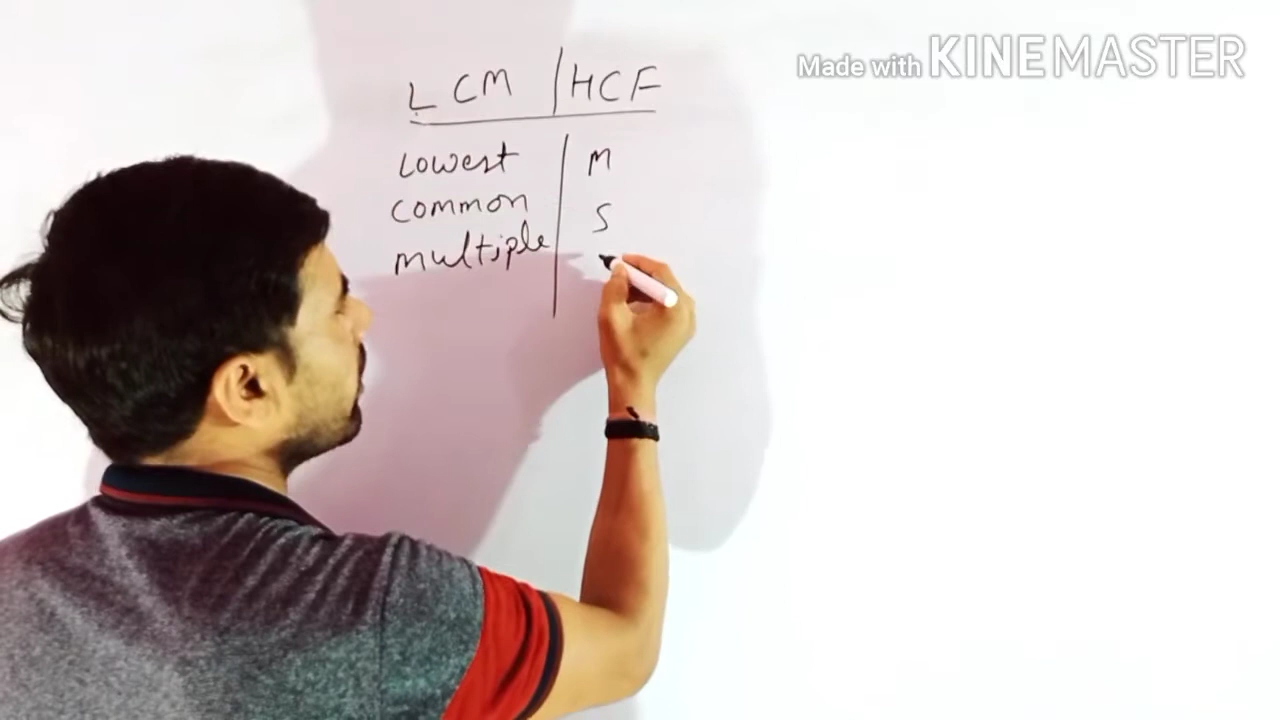 Made with KINEMASTER
LCM | HCF
Lowest | M
common | S
multiple |